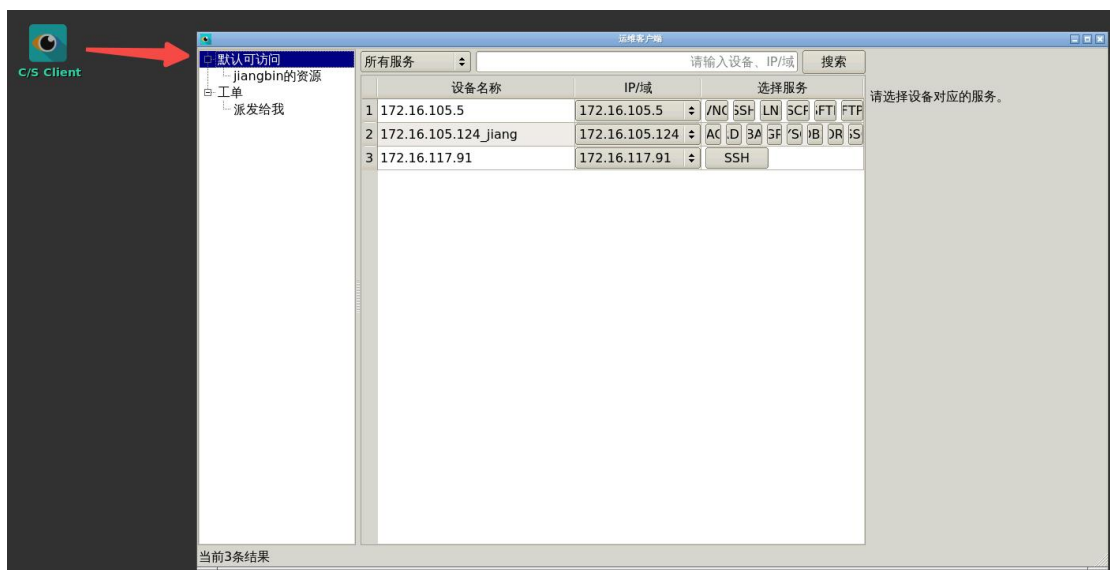 C/S Client
运维客户端
默认可访问
jiangbin的资源
工单
派发给我
所有服务
请输入设备、IP/域
搜索
设备名称 IP/域 选择服务
1 172.16.105.5 172.16.105.5 SSH SCP FTP
2 172.16.105.124_jiang 172.16.105.124
3 172.16.117.91 172.16.117.91 SSH
请选择设备对应的服务。
当前3条结果